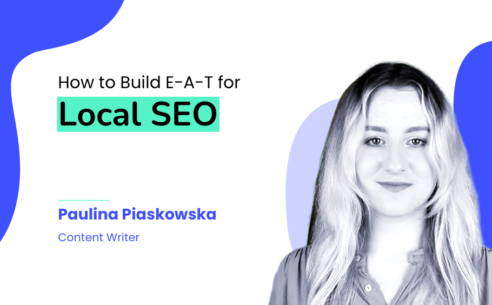 How to Build E-A-T for
Local SEO
Paulina Piaskowska
Content Writer